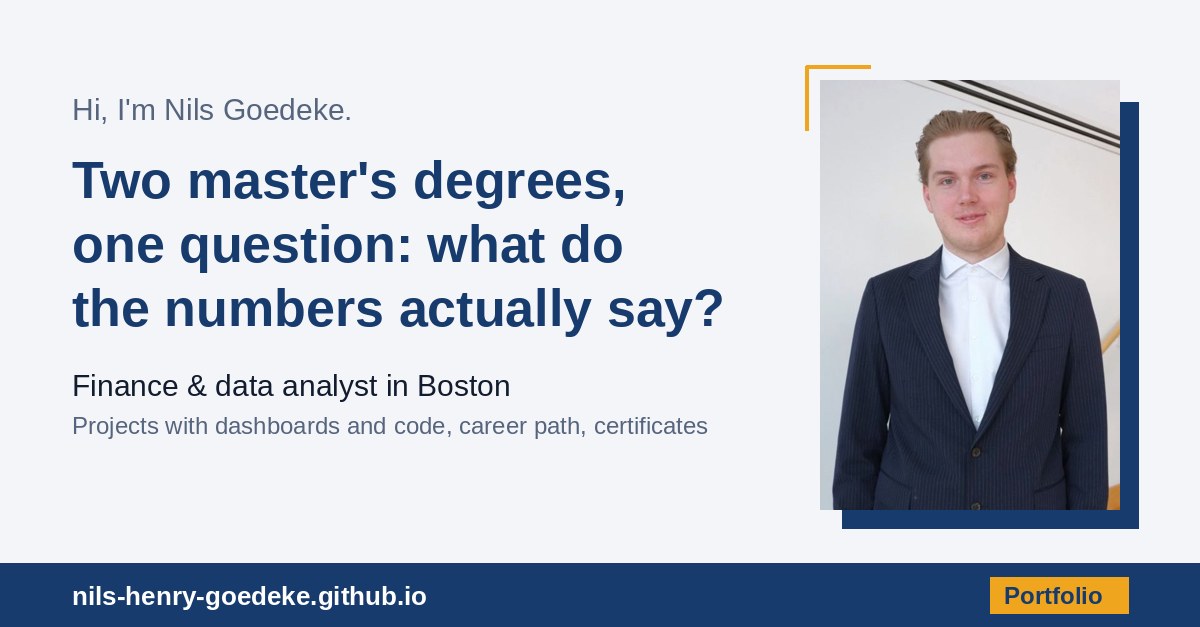 Hi, I'm Nils Goedeke.
Two master's degrees,
one question: what do
the numbers actually say?
Finance & data analyst in Boston
Projects with dashboards and code, career path, certificates
nils-henry-goedeke.github.io
Portfolio